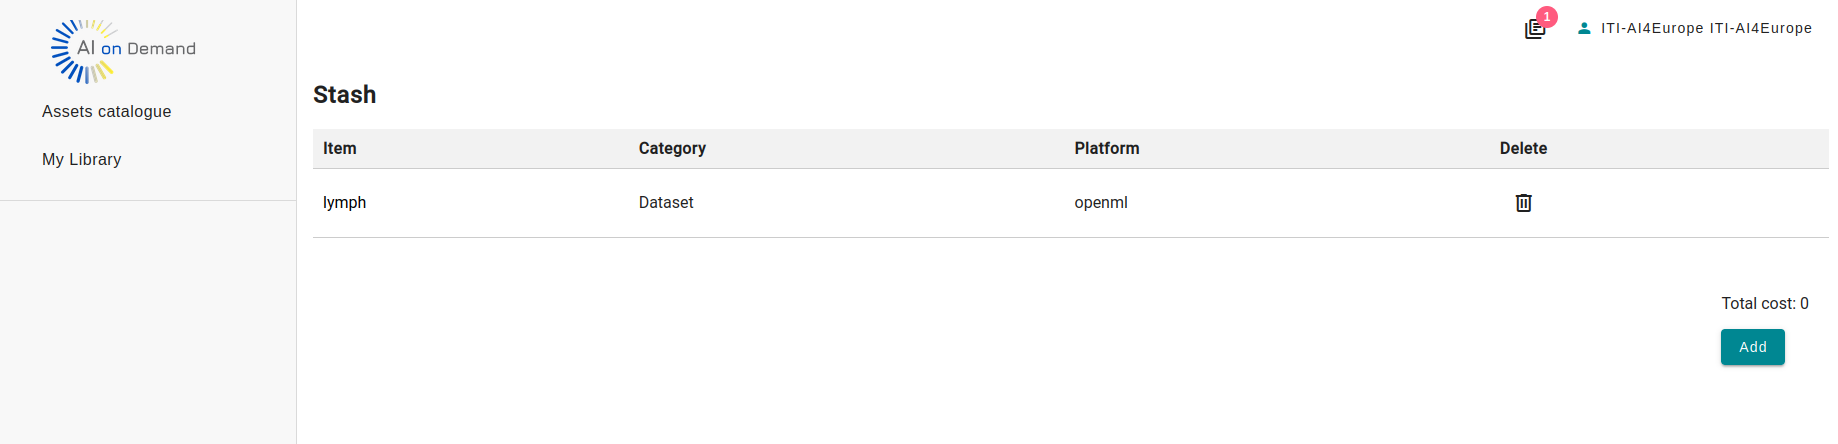 AI on Demand
1
ITI-AI4Europe ITI-AI4Europe
Assets catalogue
My Library
Stash
Item Category Platform Delete
lymph Dataset openml
Total cost: 0
Add